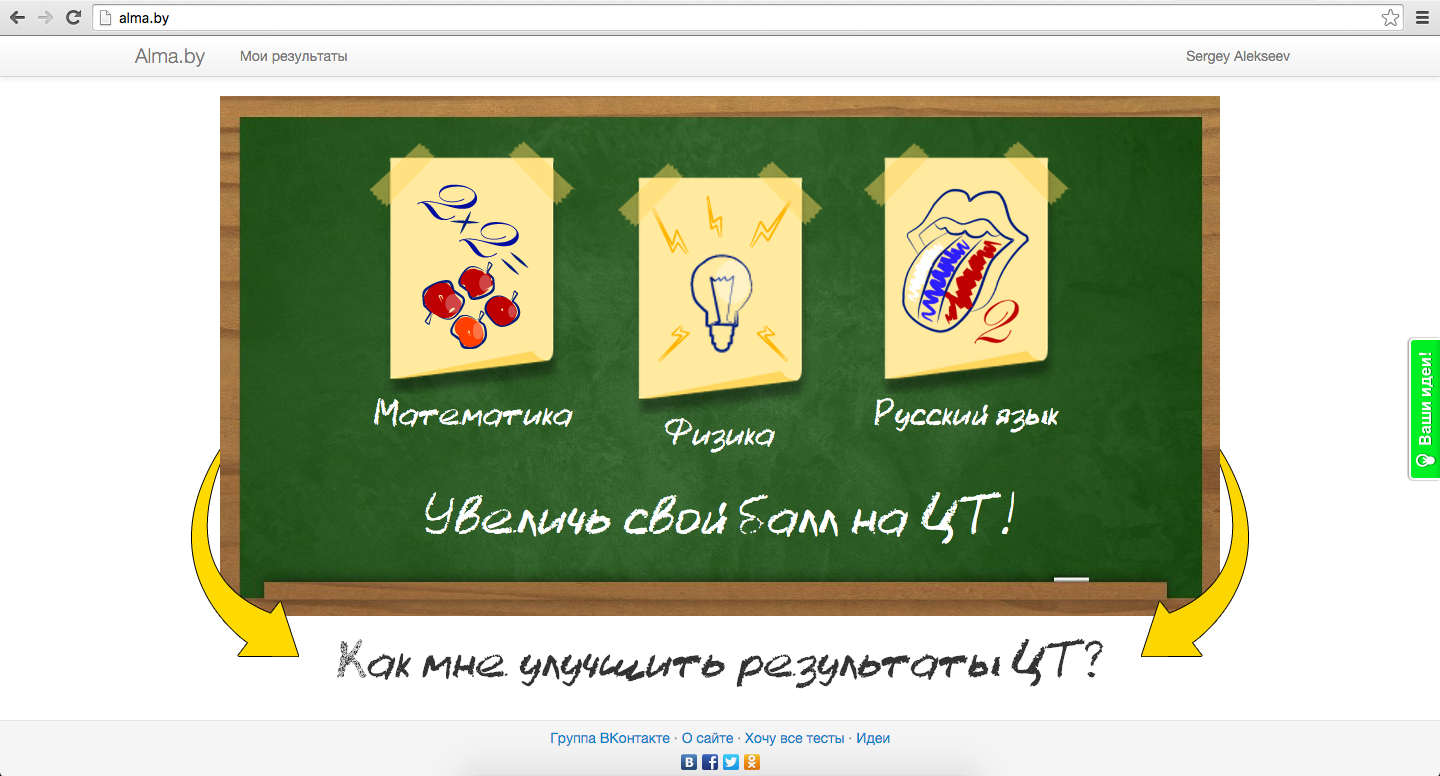 alma.by
Alma.by Мои результаты Sergey Alekseev
2+2=
2
Математика
Физика
Русский язык
Увеличь свой балл на ЦТ!
Ваши идеи!
Как мне улучшить результаты ЦТ?
Группа ВКонтакте · О сайте · Хочу все тесты · Идеи